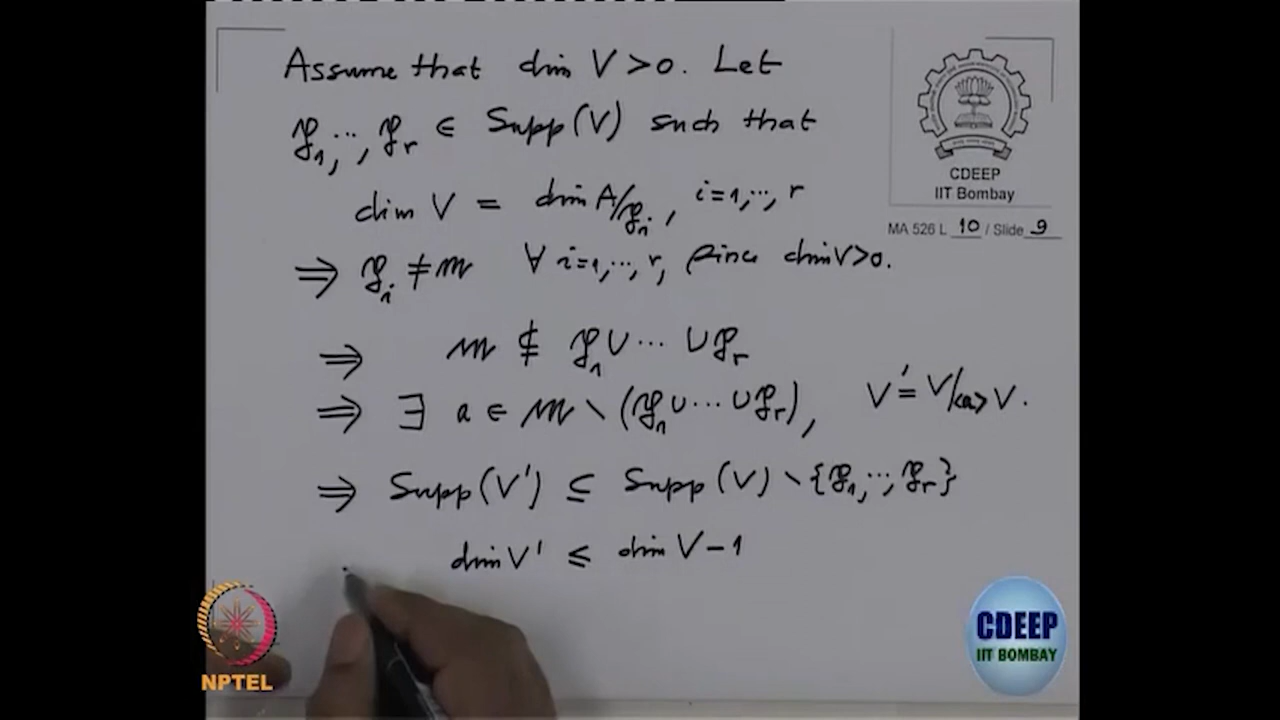 Assume that dim V > 0. Let
𝔭₁, ⋯, 𝔭ᵣ ∈ Supp(V) such that
dim V = dim A/𝔭ᵢ, i=1,⋯, r
⟹ 𝔭ᵢ ≠ 𝔪 ∀ i=1,⋯, r, since dim V>0.
⟹ 𝔪 ⊈ 𝔭₁ ∪ ⋯ ∪ 𝔭ᵣ
⟹ ∃ a ∈ 𝔪 ∖ (𝔭₁ ∪ ⋯ ∪ 𝔭ᵣ), V' = V/<a>V.
⟹ Supp(V') ⊆ Supp(V) ∖ {𝔭₁, ⋯, 𝔭ᵣ}
dim V' ≤ dim V − 1
CDEEP
IIT Bombay
MA 526 L 10 / Slide 9
NPTEL
CDEEP
IIT BOMBAY